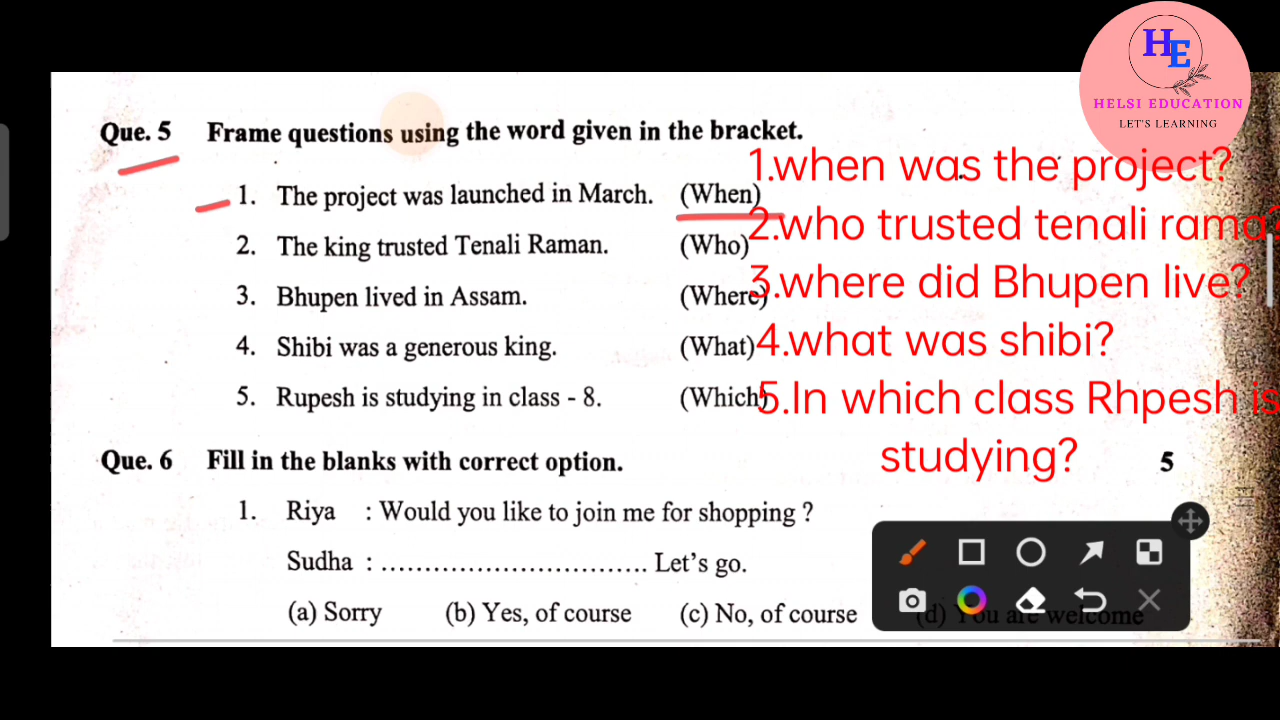 HE
HELSI EDUCATION
LET'S LEARNING
Que. 5 Frame questions using the word given in the bracket.
1. The project was launched in March. (When)
1.when was the project?
2. The king trusted Tenali Raman. (Who)
2.who trusted tenali rama?
3. Bhupen lived in Assam. (Where)
3.where did Bhupen live?
4. Shibi was a generous king. (What)
4.what was shibi?
5. Rupesh is studying in class - 8. (Which)
5.In which class Rhpesh is
studying?
Que. 6 Fill in the blanks with correct option. 5
1. Riya : Would you like to join me for shopping ?
Sudha : .............................. Let's go.
(a) Sorry (b) Yes, of course (c) No, of course (d) You are welcome